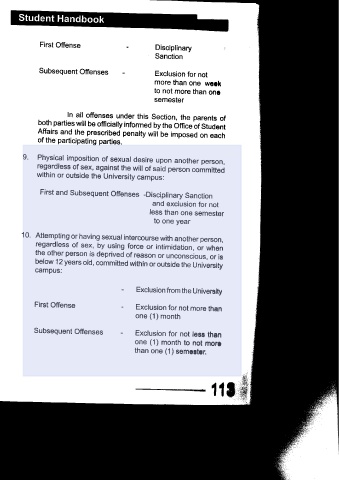 Student Handbook
First Offense - Disciplinary
Sanction
Subsequent Offenses - Exclusion for not
more than one week
to not more than one
semester
In all offenses under this Section, the parents of
both parties will be officially informed by the Office of Student
Affairs and the prescribed penalty will be imposed on each
of the participating parties.
9. Physical imposition of sexual desire upon another person,
regardless of sex, against the will of said person committed
within or outside the University campus:
First and Subsequent Offenses -Disciplinary Sanction
and exclusion for not
less than one semester
to one year
10. Attempting or having sexual intercourse with another person,
regardless of sex, by using force or intimidation, or when
the other person is deprived of reason or unconscious, or is
below 12 years old, committed within or outside the University
campus:
- Exclusion from the University
First Offense - Exclusion for not more than
one (1) month
Subsequent Offenses - Exclusion for not less than
one (1) month to not more
than one (1) semester.
113